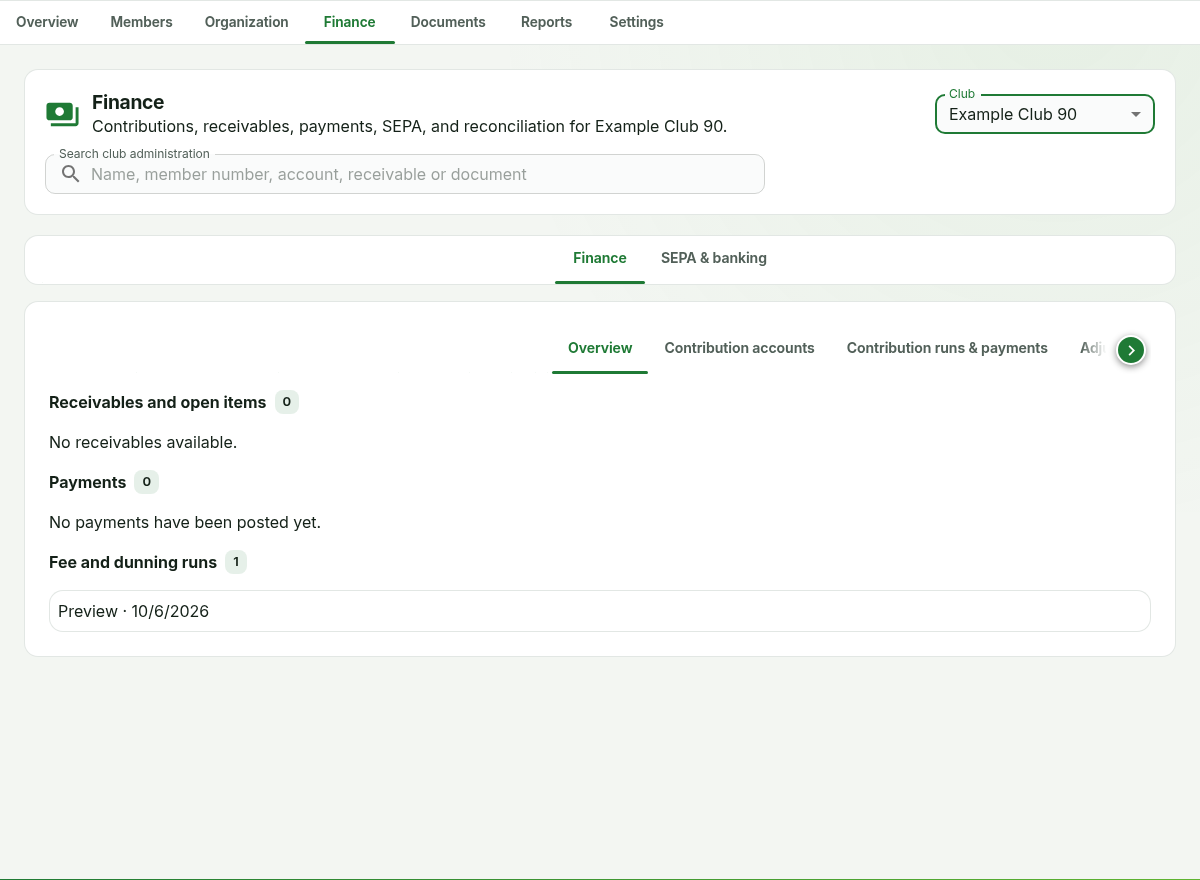 Overview Members Organization Finance Documents Reports Settings
Finance
Contributions, receivables, payments, SEPA, and reconciliation for Example Club 90.
Club
Example Club 90
Search club administration
Name, member number, account, receivable or document
Finance SEPA & banking
Overview Contribution accounts Contribution runs & payments
Receivables and open items 0
No receivables available.
Payments 0
No payments have been posted yet.
Fee and dunning runs 1
Preview · 10/6/2026